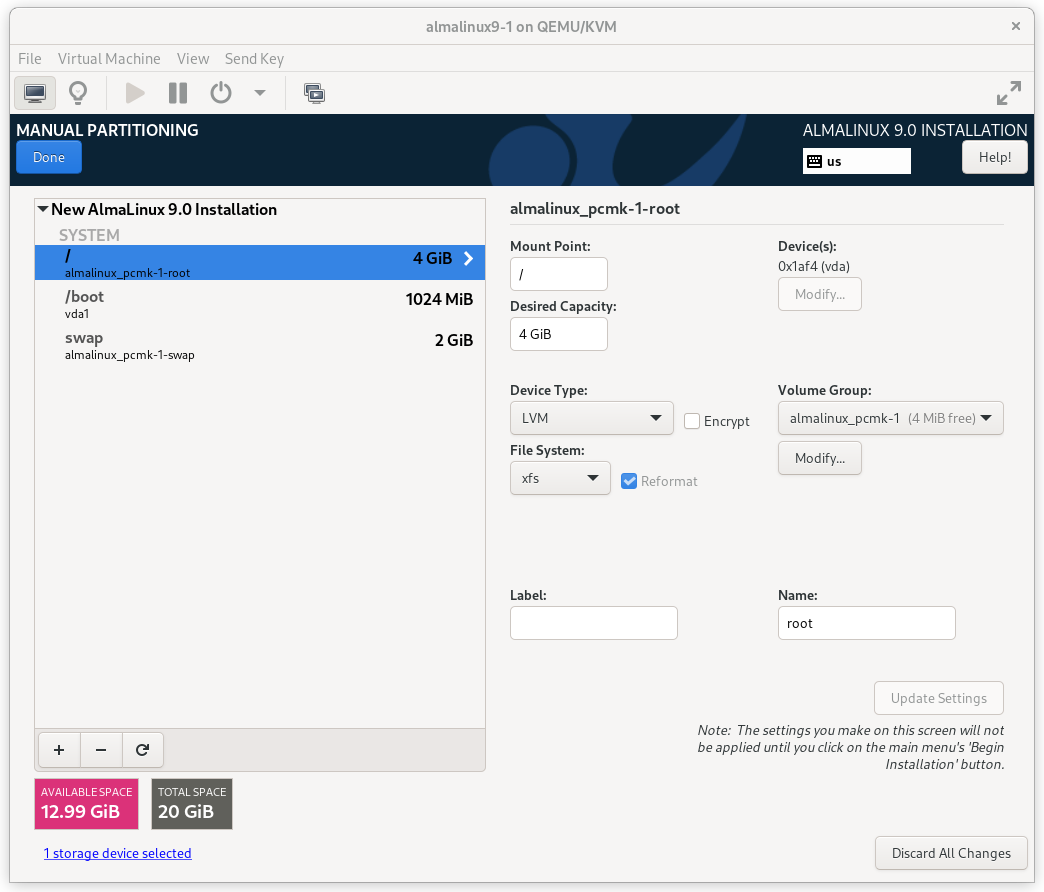 almalinux9-1 on QEMU/KVM
File Virtual Machine View Send Key
MANUAL PARTITIONING
ALMALINUX 9.0 INSTALLATION
Done
us
Help!
New AlmaLinux 9.0 Installation
SYSTEM
/
4 GiB
almalinux_pcmk-1-root
/boot
1024 MiB
vda1
swap
2 GiB
almalinux_pcmk-1-swap
almalinux_pcmk-1-root
Mount Point:
Device(s):
/
0x1af4 (vda)
Modify...
Desired Capacity:
4 GiB
Device Type:
Volume Group:
LVM
Encrypt
almalinux_pcmk-1 (4 MiB free)
File System:
Modify...
xfs
Reformat
Label:
Name:
root
Update Settings
Note: The settings you make on this screen will not
be applied until you click on the main menu's 'Begin
Installation' button.
AVAILABLE SPACE
12.99 GiB
TOTAL SPACE
20 GiB
1 storage device selected
Discard All Changes